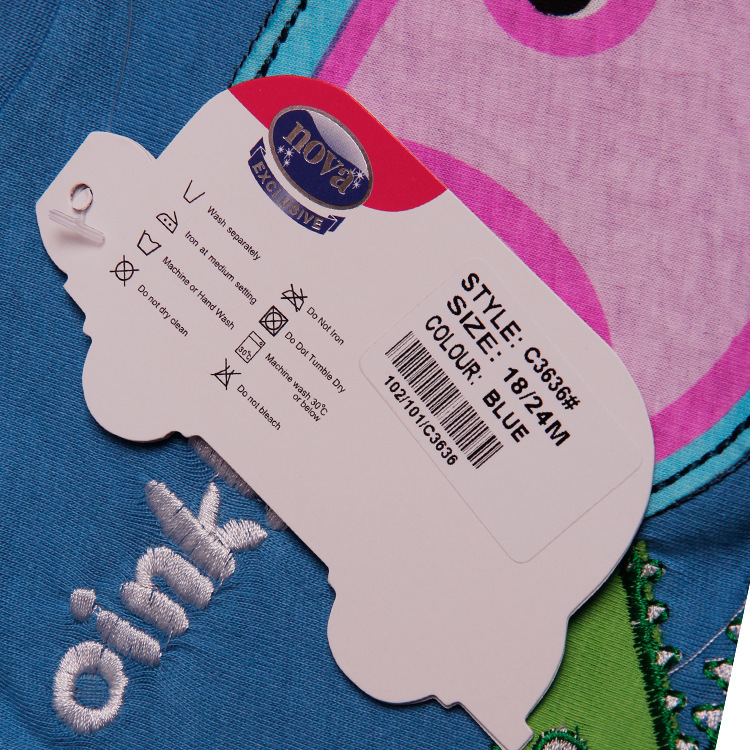 nova
EXCLUSIVE
Wash separately
Iron at medium setting
Machine or Hand Wash
Do not dry clean
Do Not Iron
Do Dot Tumble Dry
30°C
Machine wash 30°C
or below
Do not bleach
STYLE: C3636#
SIZE: 18/24M
COLOUR: BLUE
102/101/C3636
oink